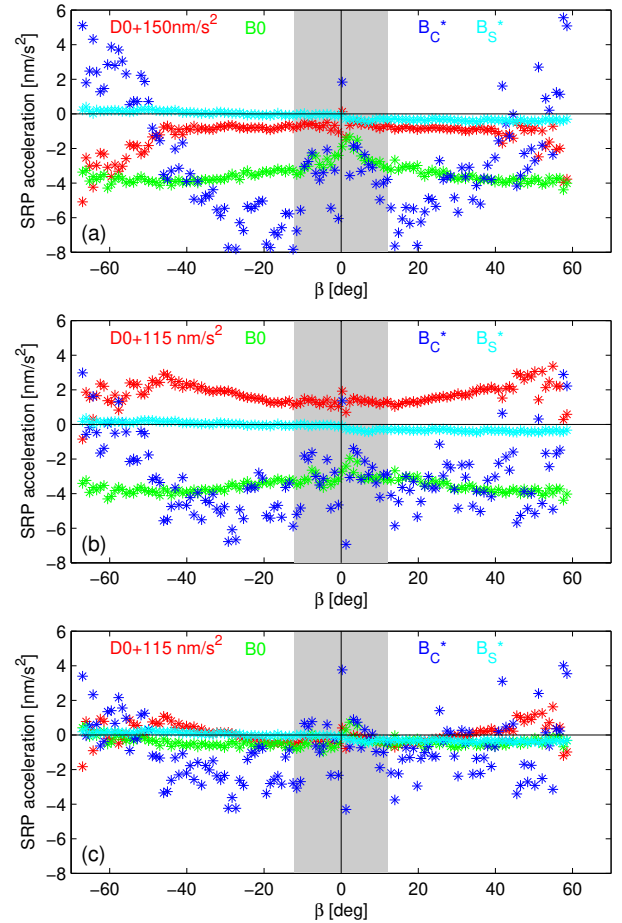 D0+150nm/s² B0 B_C* B_S*
6
4
2
0
−2
−4
−6
−8
SRP acceleration [nm/s²]
(a)
−60 −40 −20 0 20 40 60
β [deg]
D0+115 nm/s² B0 B_C* B_S*
6
4
2
0
−2
−4
−6
−8
SRP acceleration [nm/s²]
(b)
−60 −40 −20 0 20 40 60
β [deg]
D0+115 nm/s² B0 B_C* B_S*
6
4
2
0
−2
−4
−6
−8
SRP acceleration [nm/s²]
(c)
−60 −40 −20 0 20 40 60
β [deg]